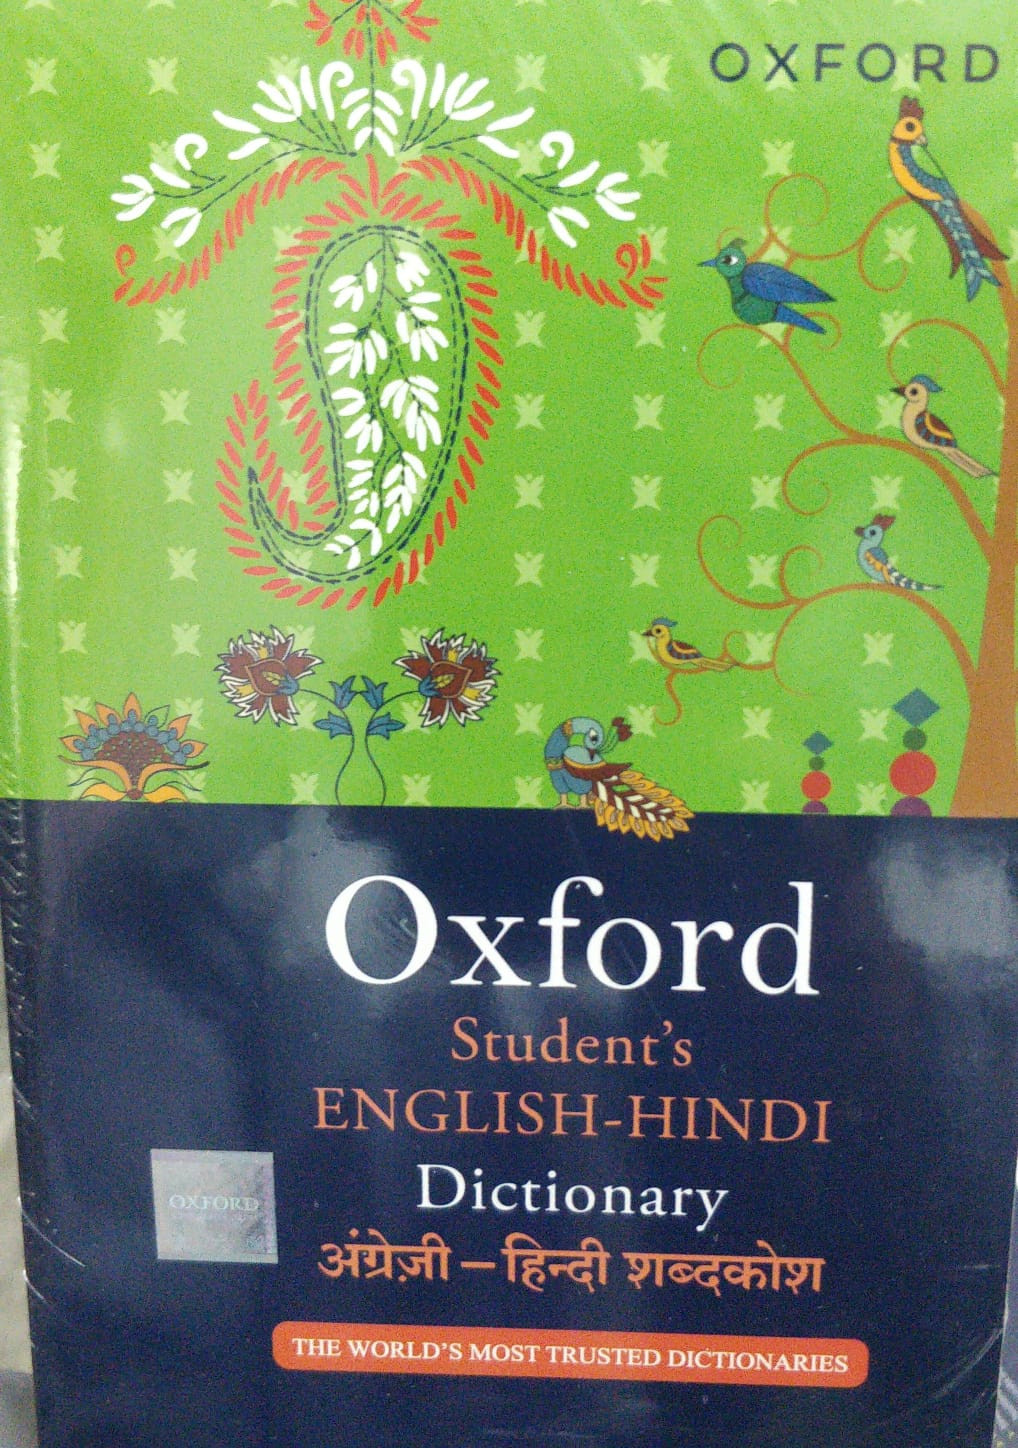 OXFORD
Oxford
Student's
ENGLISH-HINDI
Dictionary
OXFORD
अंग्रेज़ी – हिन्दी शब्दकोश
THE WORLD'S MOST TRUSTED DICTIONARIES